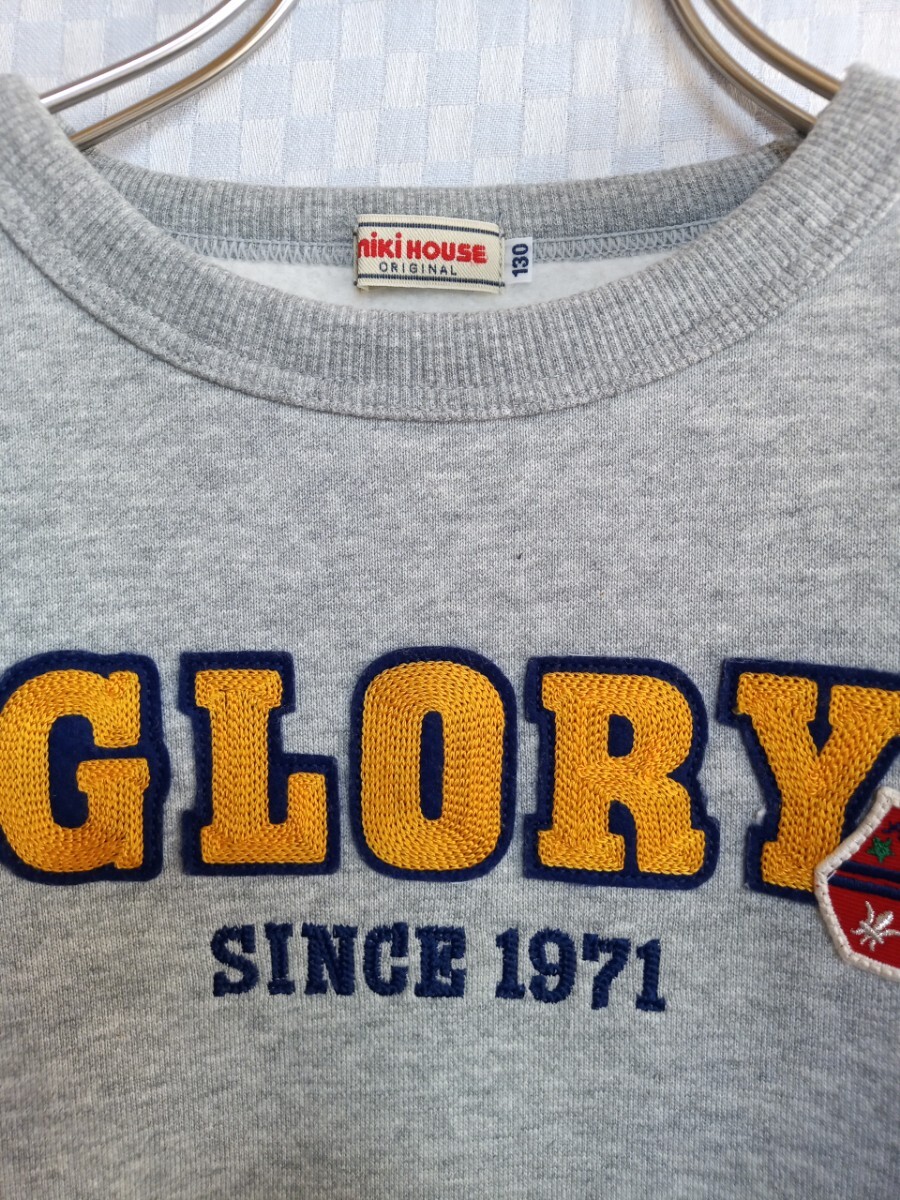 miki HOUSE
ORIGINAL
130
GLORY
SINCE 1971